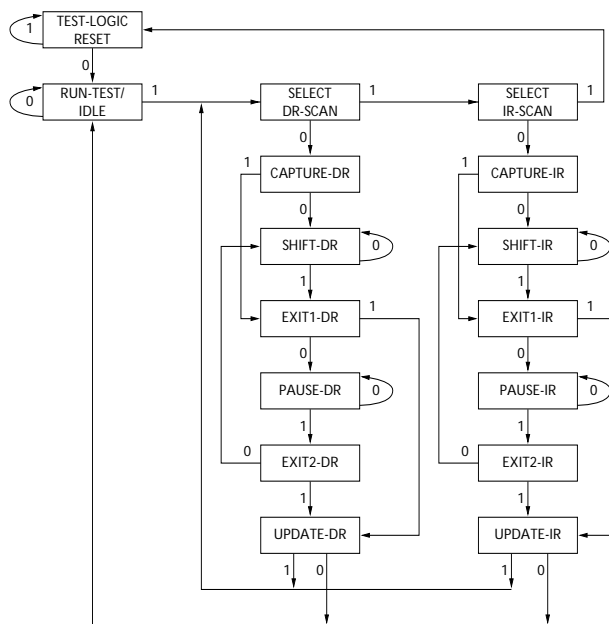 TEST-LOGIC
RESET
1
0
RUN-TEST/
IDLE
0
1
SELECT
DR-SCAN
1
SELECT
IR-SCAN
1
0
0
CAPTURE-DR
1
CAPTURE-IR
1
0
0
SHIFT-DR
0
SHIFT-IR
0
1
1
EXIT1-DR
1
EXIT1-IR
1
0
0
PAUSE-DR
0
PAUSE-IR
0
1
1
0
EXIT2-DR
0
EXIT2-IR
1
1
UPDATE-DR
UPDATE-IR
1
0
1
0